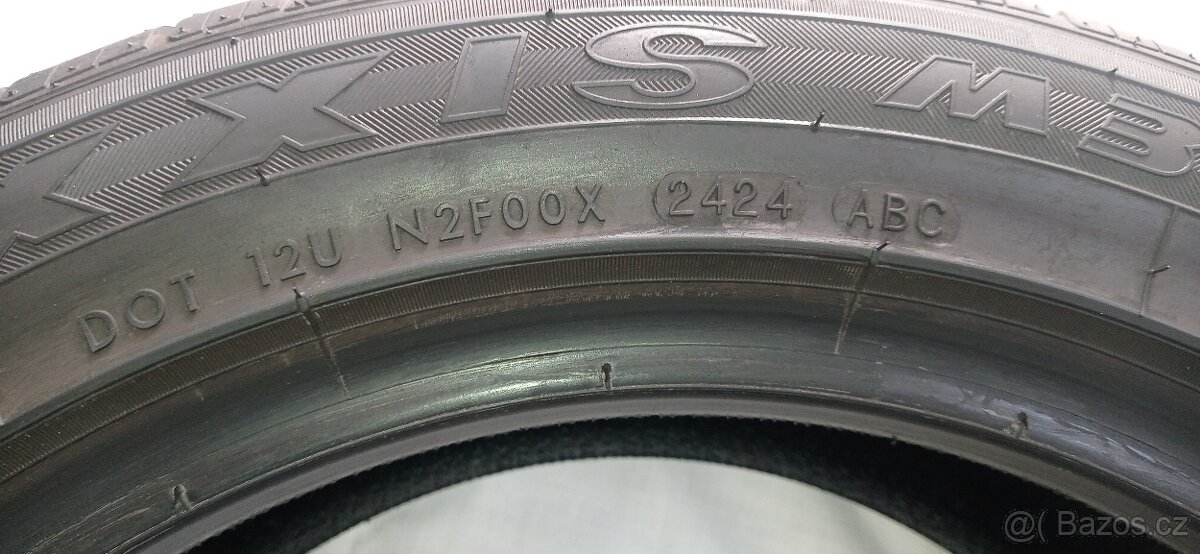 XIS M3
DOT 12U N2F00X 2424 ABC
@( Bazos.cz